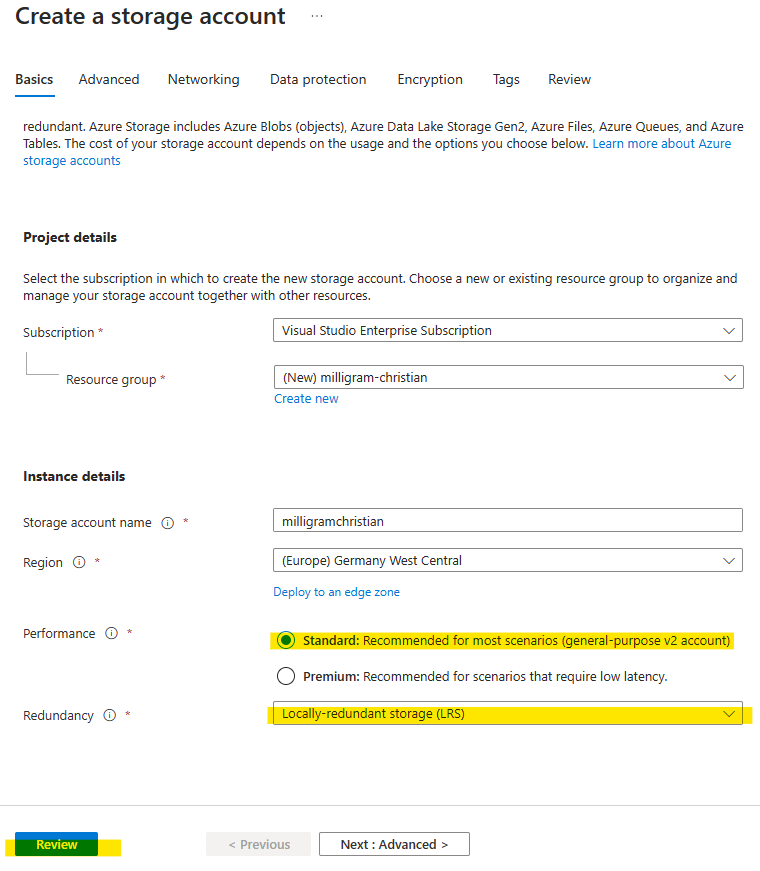 Create a storage account ...
Basics Advanced Networking Data protection Encryption Tags Review
redundant. Azure Storage includes Azure Blobs (objects), Azure Data Lake Storage Gen2, Azure Files, Azure Queues, and Azure
Tables. The cost of your storage account depends on the usage and the options you choose below. Learn more about Azure
storage accounts
Project details
Select the subscription in which to create the new storage account. Choose a new or existing resource group to organize and
manage your storage account together with other resources.
Subscription * Visual Studio Enterprise Subscription
Resource group * (New) milligram-christian
Create new
Instance details
Storage account name * milligramchristian
Region * (Europe) Germany West Central
Deploy to an edge zone
Performance * Standard: Recommended for most scenarios (general-purpose v2 account)
Premium: Recommended for scenarios that require low latency.
Redundancy * Locally-redundant storage (LRS)
Review < Previous Next : Advanced >